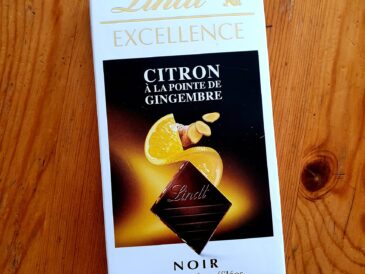 Lindt
EXCELLENCE
CITRON
À LA POINTE DE
GINGEMBRE
Lindt
NOIR